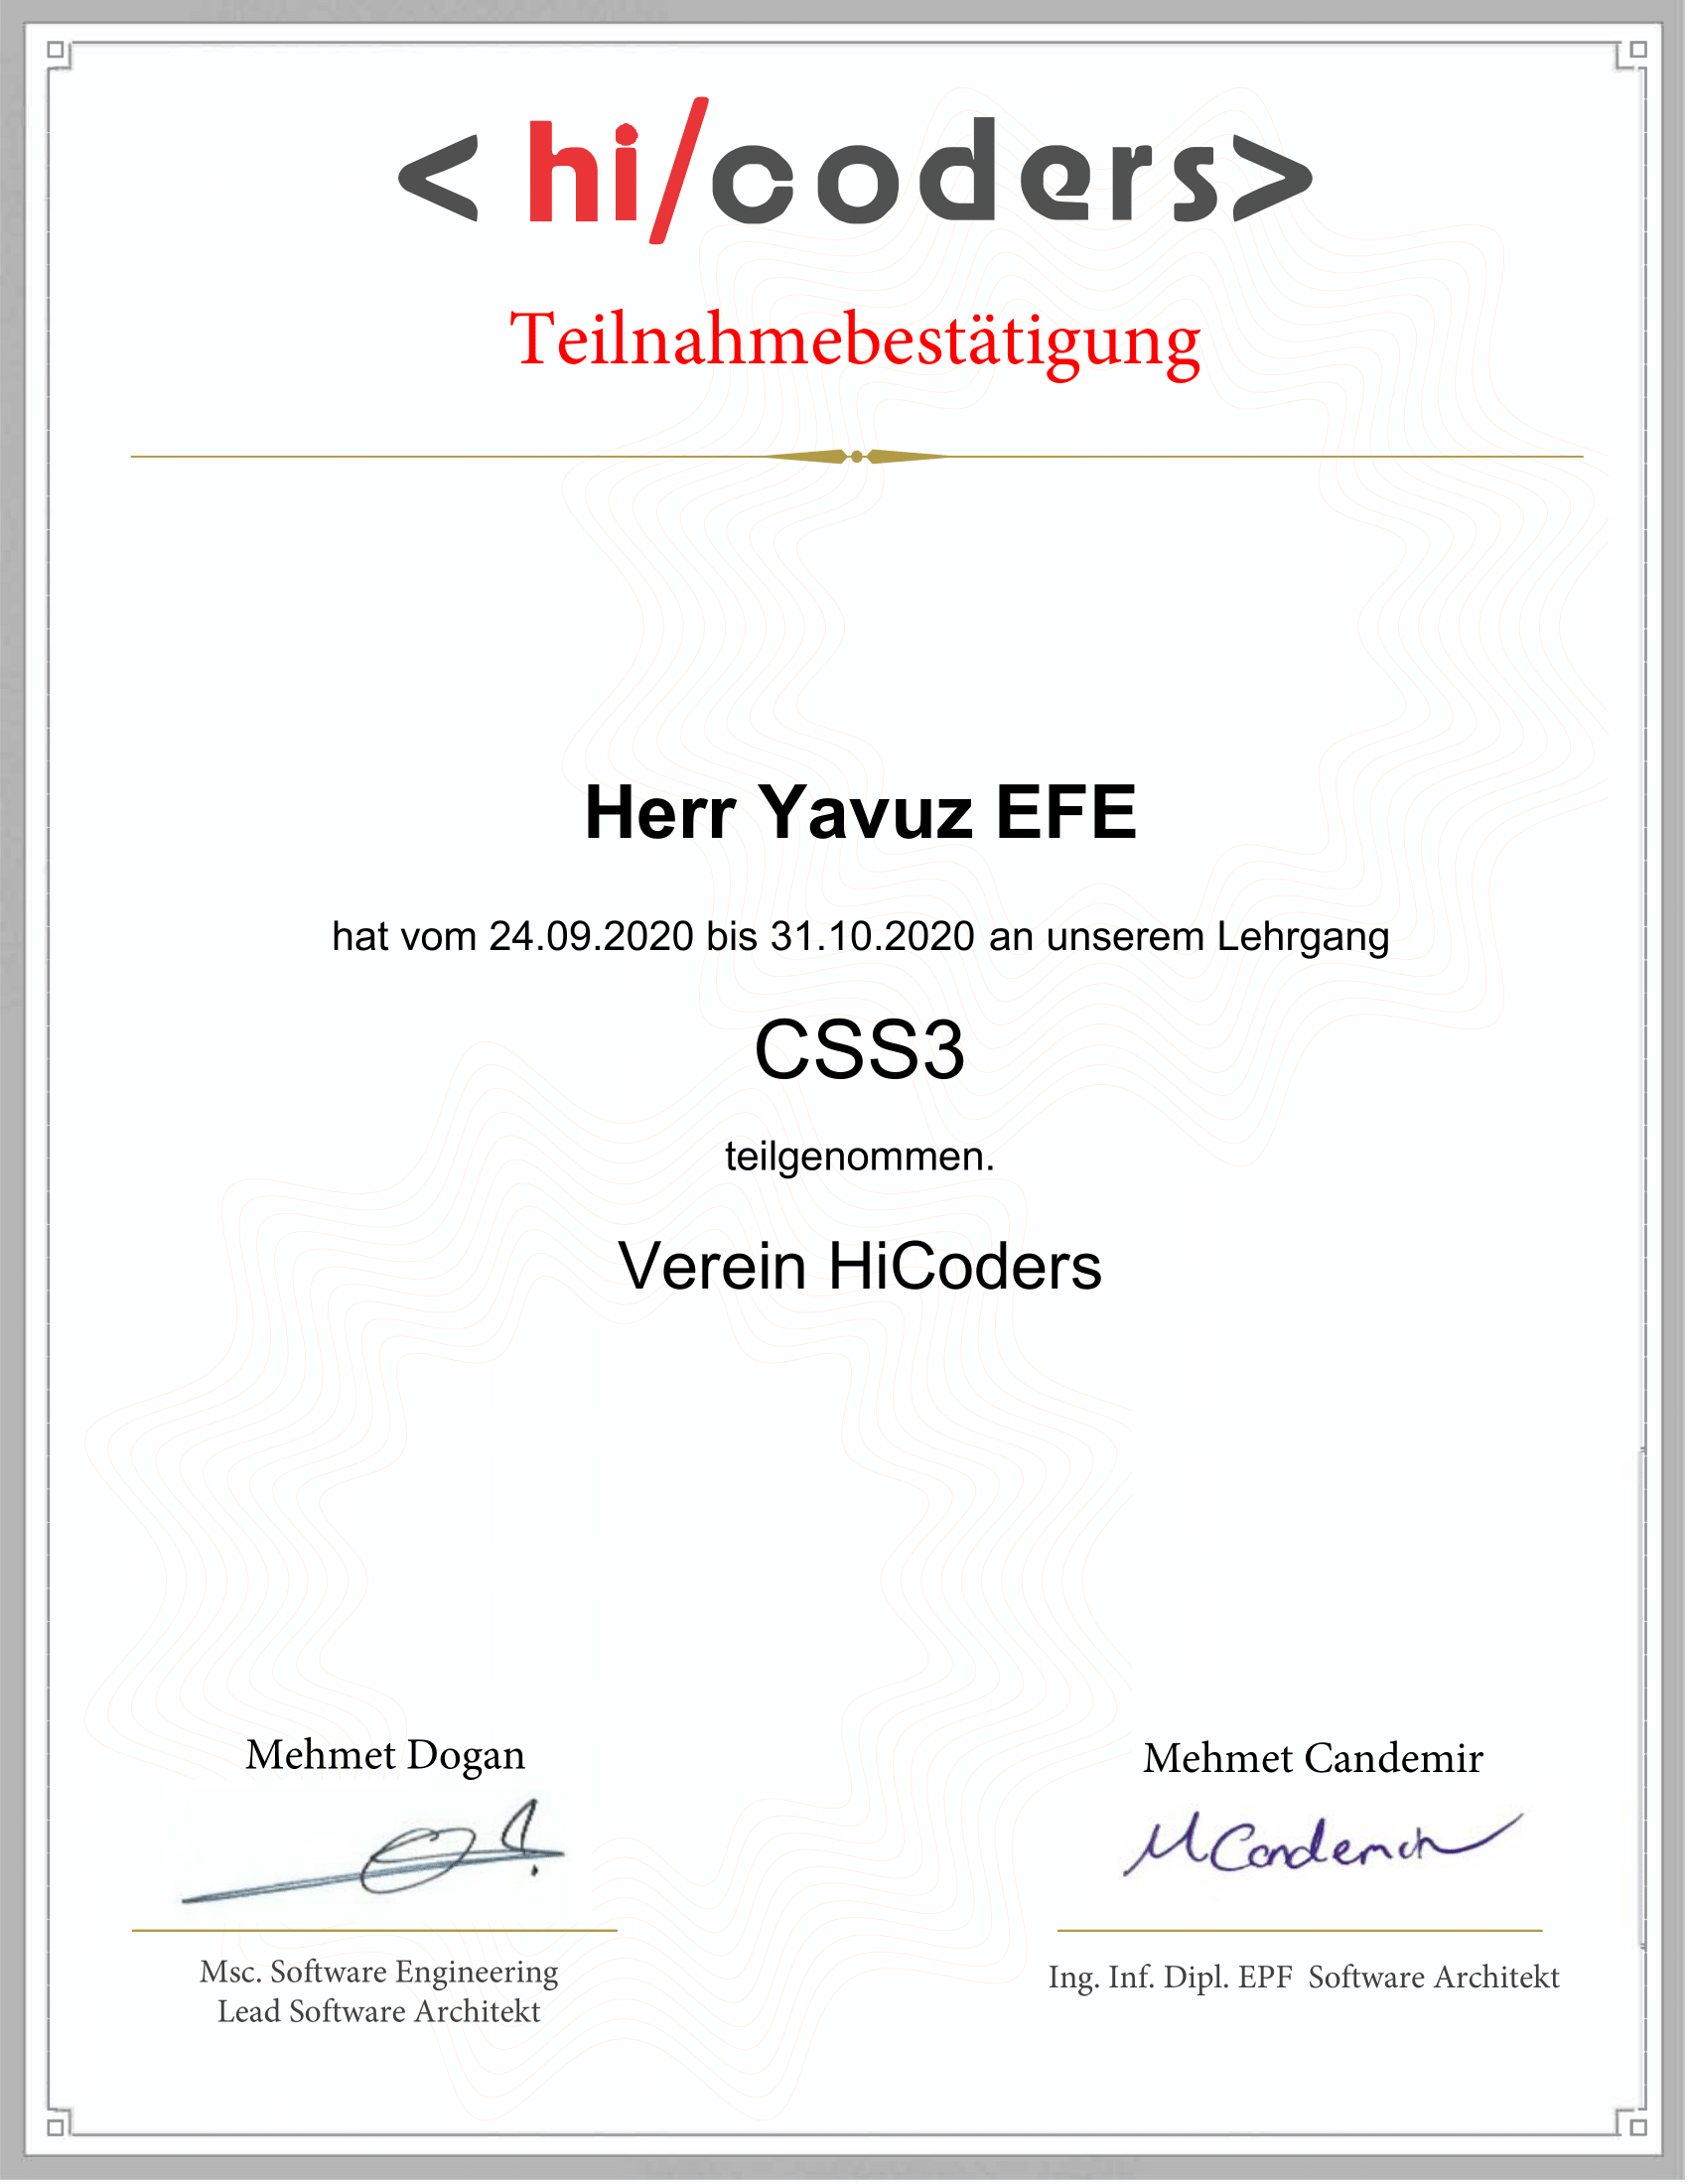 < hi/coders>
Teilnahmebestätigung
Herr Yavuz EFE
hat vom 24.09.2020 bis 31.10.2020 an unserem Lehrgang
CSS3
teilgenommen.
Verein HiCoders
Mehmet Dogan
Mehmet Candemir
M Candemir
Msc. Software Engineering
Lead Software Architekt
Ing. Inf. Dipl. EPF Software Architekt